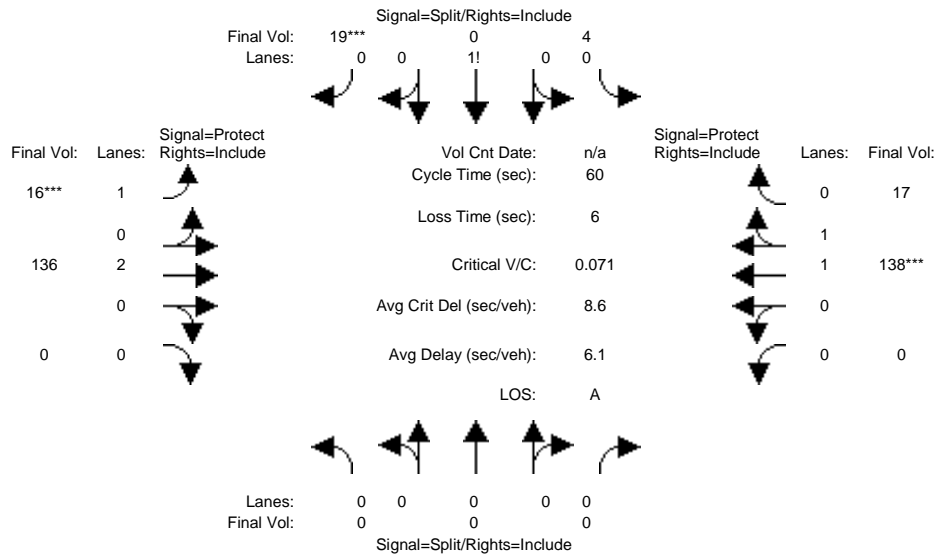 Signal=Split/Rights=Include
Final Vol: 19*** 0 4
Lanes: 0 0 1! 0 0
Signal=Protect
Final Vol: Lanes: Rights=Include
Vol Cnt Date: n/a
Signal=Protect
Rights=Include Lanes: Final Vol:
Cycle Time (sec): 60
16*** 1
0 17
Loss Time (sec): 6
0
1
136 2
Critical V/C: 0.071
1 138***
0
Avg Crit Del (sec/veh): 8.6
0
0 0
Avg Delay (sec/veh): 6.1
0 0
LOS: A
Lanes: 0 0 0 0 0
Final Vol: 0 0 0
Signal=Split/Rights=Include